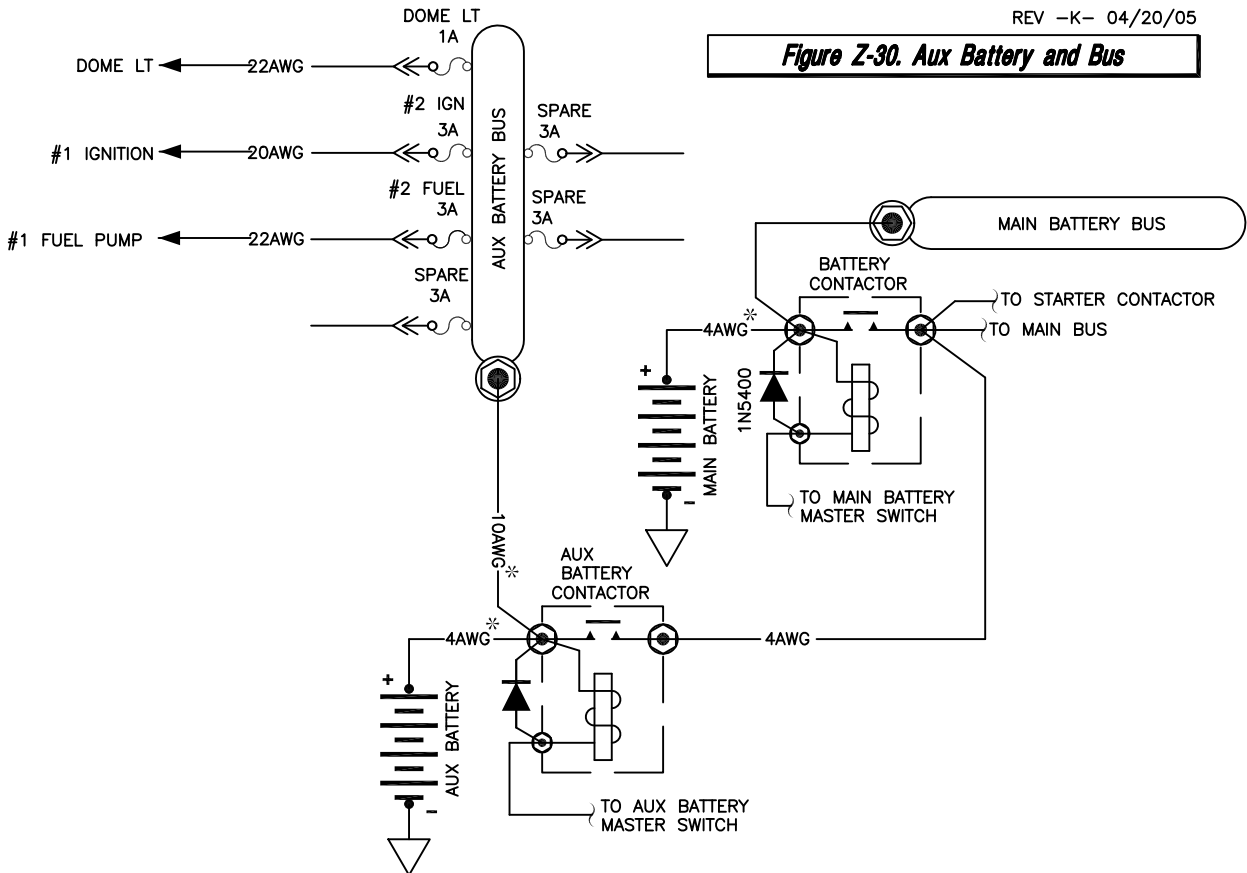 REV -K- 04/20/05
Figure Z-30. Aux Battery and Bus
DOME LT
1A
DOME LT
22AWG
#2 IGN
3A
#1 IGNITION
20AWG
#2 FUEL
3A
#1 FUEL PUMP
22AWG
SPARE
3A
AUX BATTERY BUS
SPARE
3A
SPARE
3A
MAIN BATTERY BUS
BATTERY
CONTACTOR
TO STARTER CONTACTOR
TO MAIN BUS
4AWG*
+
MAIN BATTERY
-
1N5400
TO MAIN BATTERY
MASTER SWITCH
10AWG*
AUX
BATTERY
CONTACTOR
4AWG*
4AWG
+
AUX BATTERY
-
TO AUX BATTERY
MASTER SWITCH